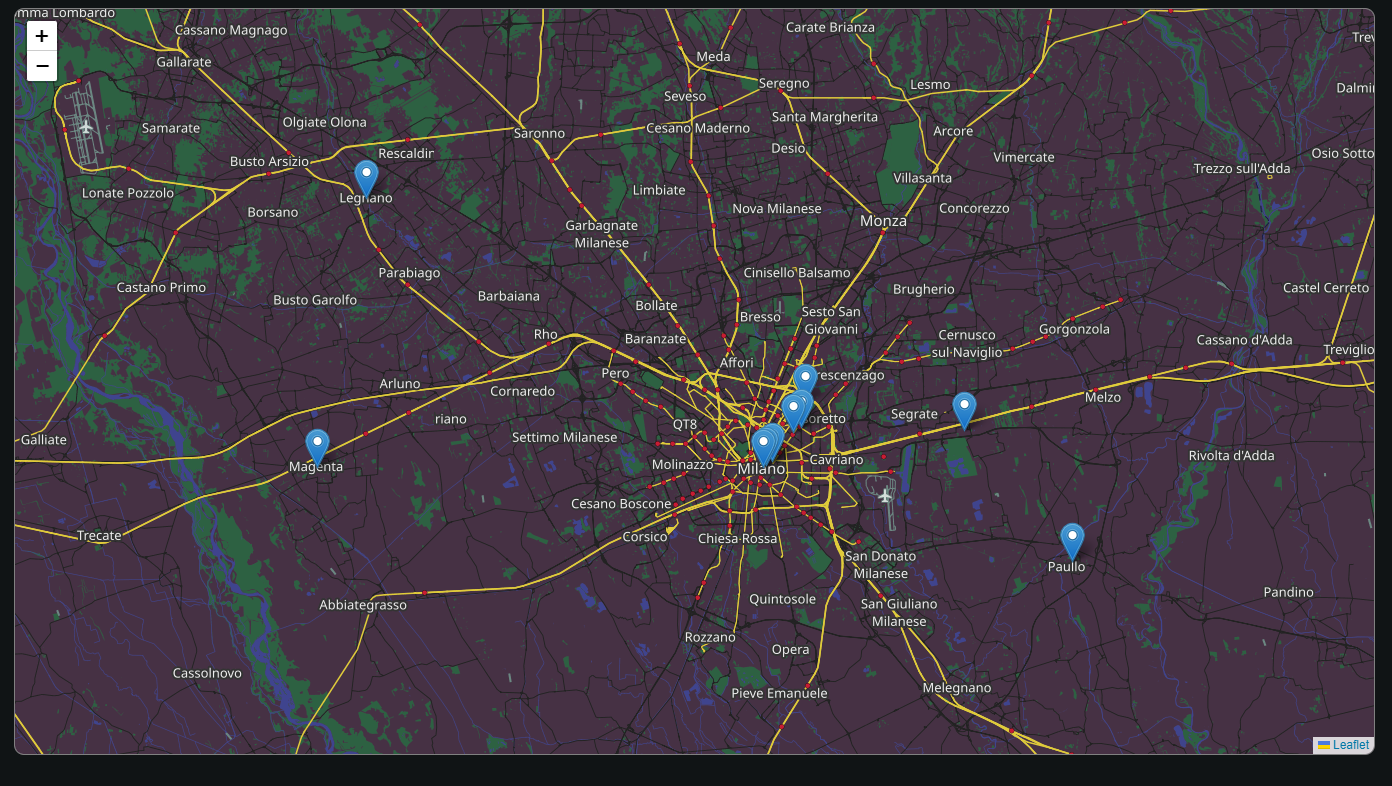 mma Lombardo
Cassano Magnago
Carate Brianza
+
Trev
Meda
Gallarate
−
Seregno
Lesmo
Dalmin
Seveso
Santa Margherita
Olgiate Olona
Samarate
Cesano Maderno
Arcore
Saronno
Desio
Rescaldin
Osio Sotto
Vimercate
Busto Arsizio
Trezzo sull'Adda
Villasanta
Limbiate
Lonate Pozzolo
Legnano
Nova Milanese
Concorezzo
Borsano
Monza
Garbagnate
Milanese
Parabiago
Cinisello Balsamo
Castano Primo
Castel Cerreto
Brugherio
Barbaiana
Busto Garolfo
Bollate
Sesto San
Giovanni
Bresso
Gorgonzola
Rho
Cernusco
sul Naviglio
Baranzate
Cassano d'Adda
Treviglio
Affori
Pero
escenzago
Arluno
Cornaredo
Melzo
Segrate
riano
oretto
QT8
Settimo Milanese
Galliate
Rivolta d'Adda
Cavriano
Molinazzo
Magenta
Milano
Cesano Boscone
Trecate
Corsico
Chiesa Rossa
San Donato
Milanese
Paullo
Pandino
Quintosole
Abbiategrasso
San Giuliano
Milanese
Rozzano
Opera
Cassolnovo
Melegnano
Pieve Emanuele
Leaflet